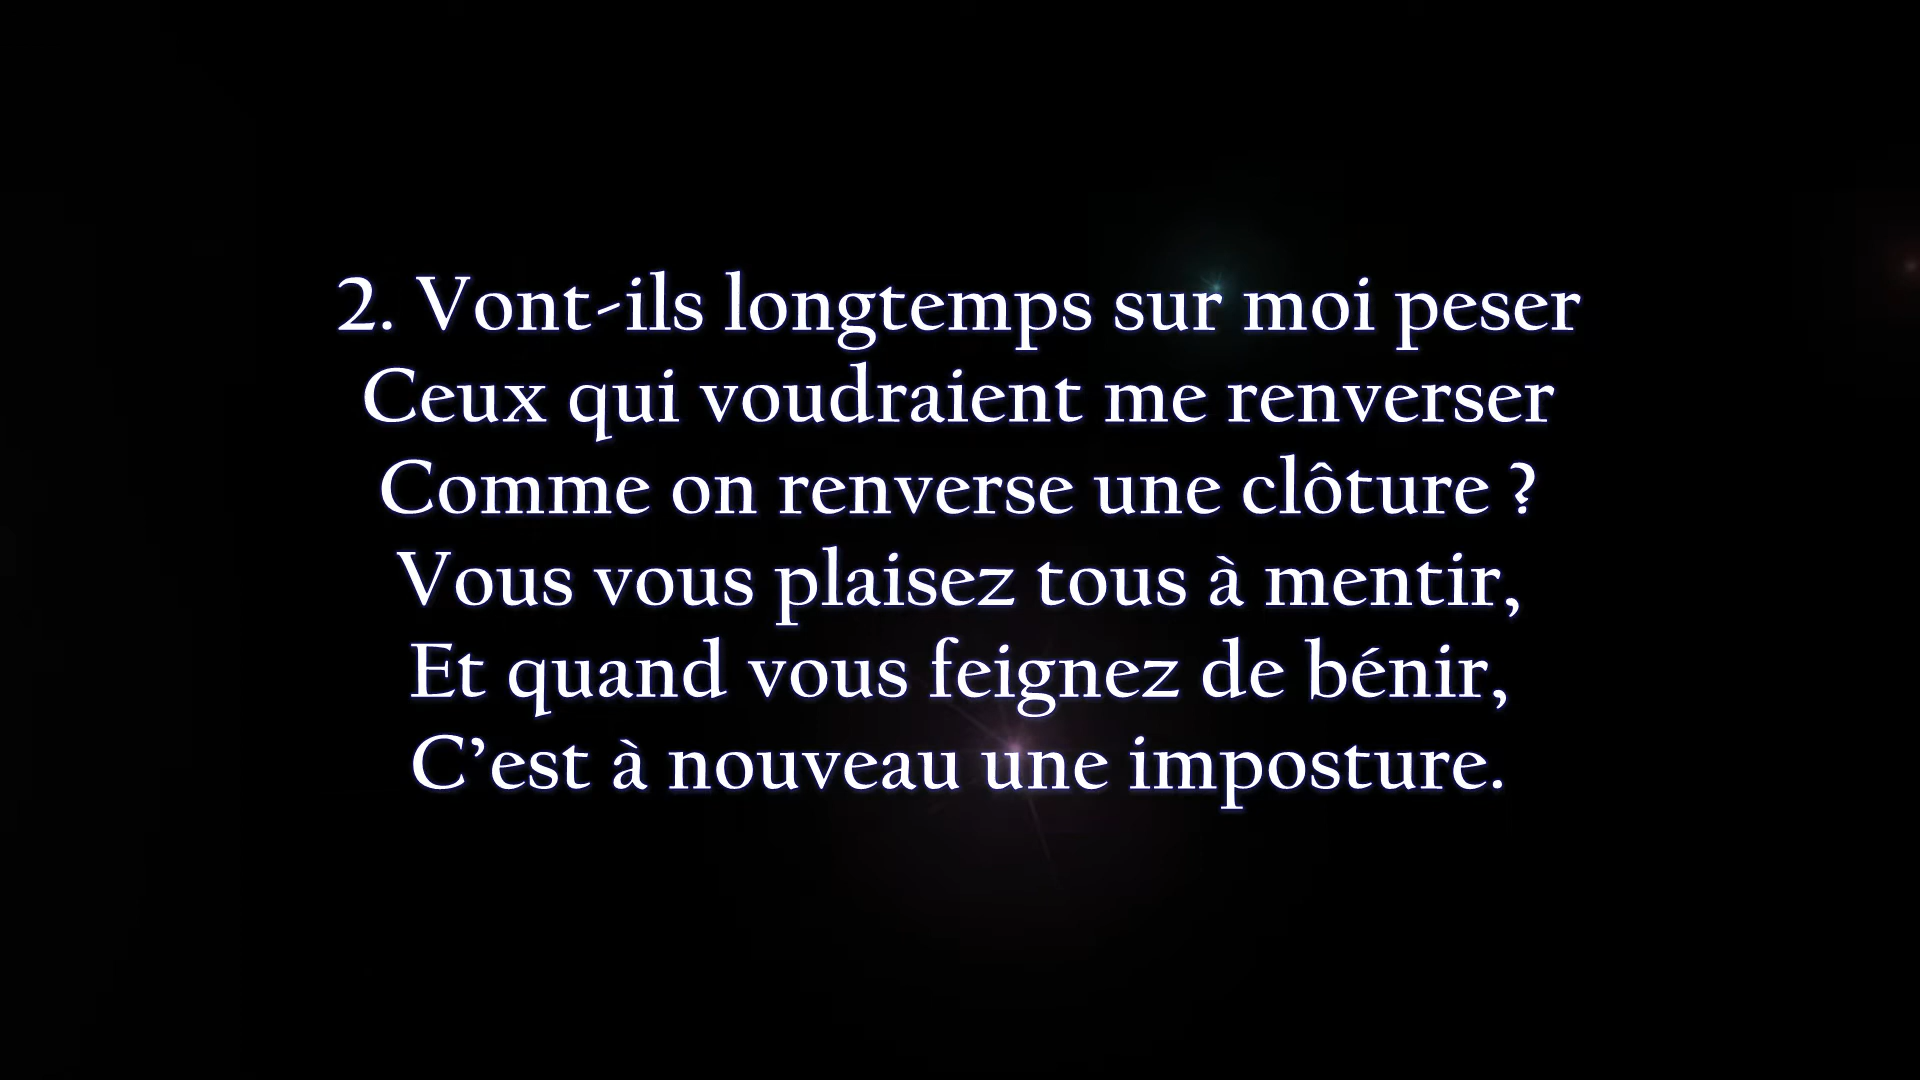 2. Vont-ils longtemps sur moi peser
Ceux qui voudraient me renverser
Comme on renverse une clôture ?
Vous vous plaisez tous à mentir,
Et quand vous feignez de bénir,
C’est à nouveau une imposture.